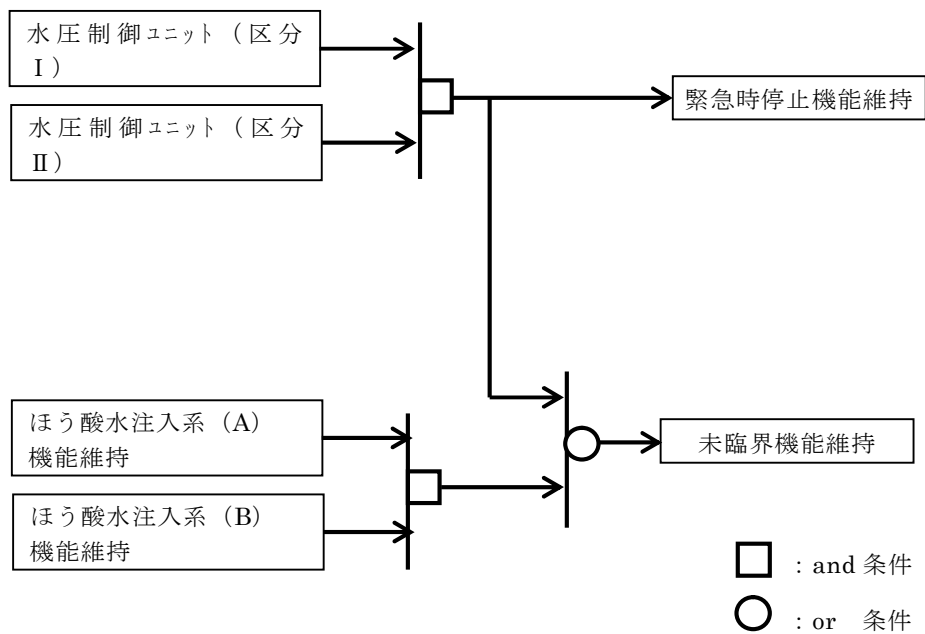 水圧制御ユニット（区分
Ⅰ）
緊急時停止機能維持
水圧制御ユニット（区分
Ⅱ）
ほう酸水注入系（A）
機能維持
未臨界機能維持
ほう酸水注入系（B）
機能維持
：and 条件
：or 条件